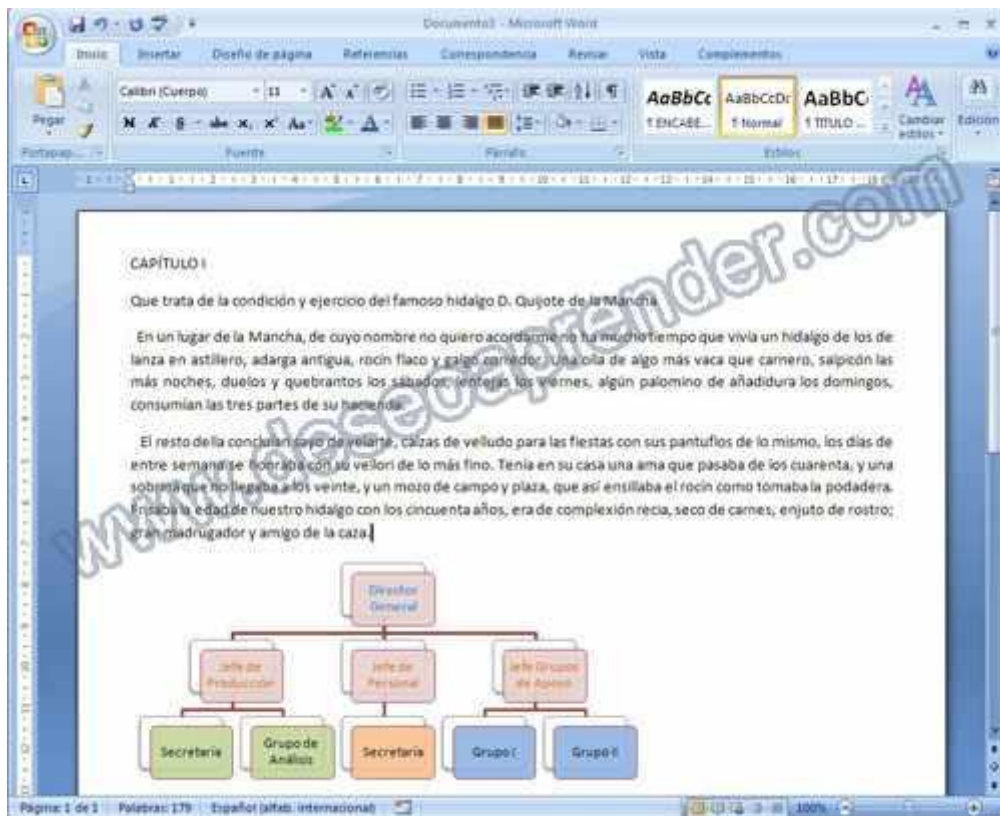 Documento3 - Microsoft Word
Inicio Insertar Diseño de página Referencias Correspondencia Revisar Vista Complementos
Pegar
Calibri (Cuerpo) 11
N K S abc x, x Aa A
AaBbCc AaBbCcDc AaBbC
¶ ENCABE... ¶ Normal ¶ TÍTULO ...
Cambiar estilos
Edición
Portapap... Fuente Párrafo Estilos
www.deseoaprender.com
CAPÍTULO I
Que trata de la condición y ejercicio del famoso hidalgo D. Quijote de la Mancha
En un lugar de la Mancha, de cuyo nombre no quiero acordarme no ha mucho tiempo que vivía un hidalgo de los de
lanza en astillero, adarga antigua, rocín flaco y galgo corredor. Una olla de algo más vaca que carnero, salpicón las
más noches, duelos y quebrantos los sábados, lentejas los viernes, algún palomino de añadidura los domingos,
consumían las tres partes de su hacienda.
El resto della concluían sayo de velarte, calzas de velludo para las fiestas con sus pantuflos de lo mismo, los días de
entre semana se honraba con su vellorí de lo más fino. Tenía en su casa una ama que pasaba de los cuarenta, y una
sobrina que no llegaba a los veinte, y un mozo de campo y plaza, que así ensillaba el rocín como tomaba la podadera.
Frisaba la edad de nuestro hidalgo con los cincuenta años, era de complexión recia, seco de carnes, enjuto de rostro;
gran madrugador y amigo de la caza.
Director
General
Jefe de
Producción
Jefe de
Personal
Jefe Grupos
de Apoyo
Secretaria
Grupo de
Análisis
Secretaria
Grupo I
Grupo II
Página: 1 de 1 Palabras: 179 Español (alfab. internacional) 100%